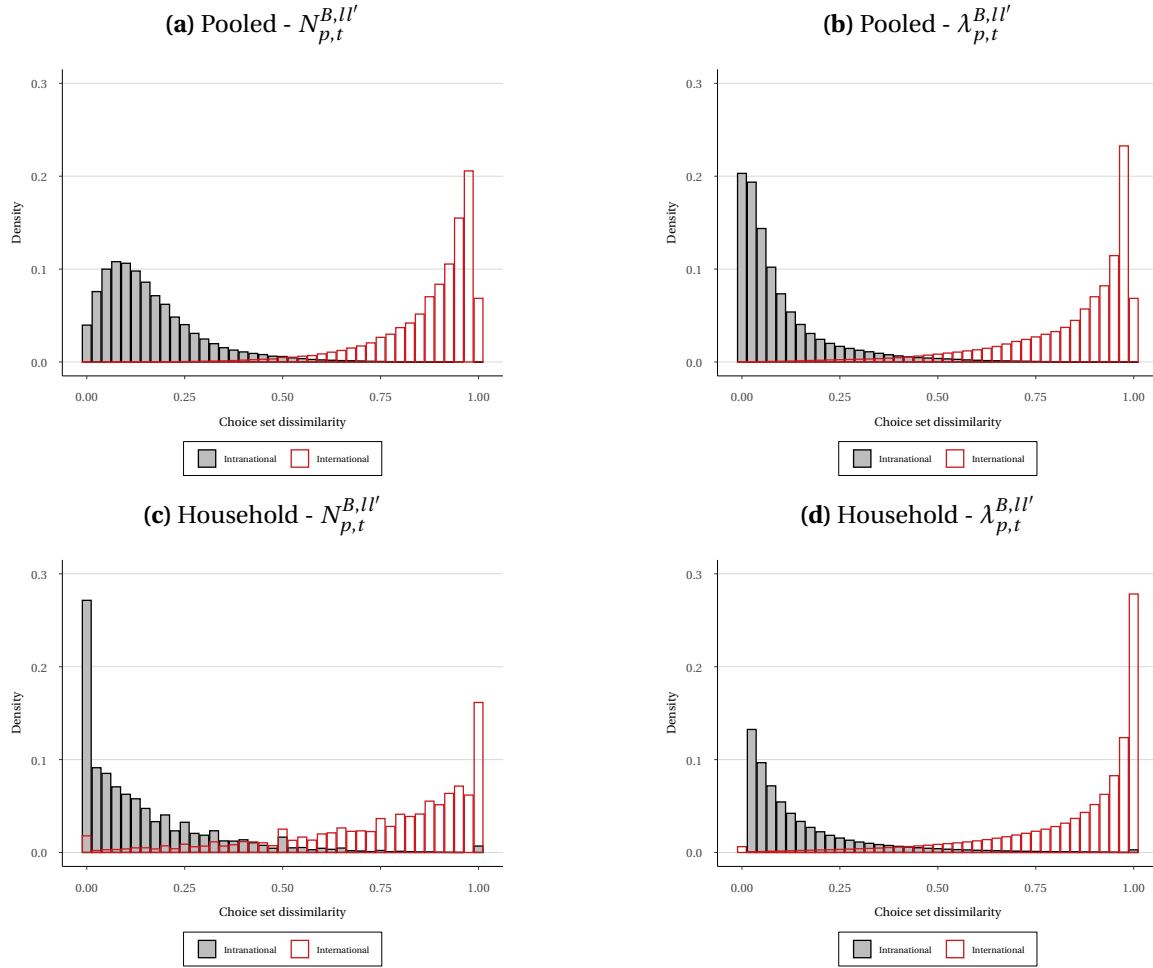 (a) Pooled - N_{p,t}^{B,ll'}
0.3
0.2
0.1
0.0
Density
0.00 0.25 0.50 0.75 1.00
Choice set dissimilarity
Intranational International
(b) Pooled - λ_{p,t}^{B,ll'}
0.3
0.2
0.1
0.0
Density
0.00 0.25 0.50 0.75 1.00
Choice set dissimilarity
Intranational International
(c) Household - N_{p,t}^{B,ll'}
0.3
0.2
0.1
0.0
Density
0.00 0.25 0.50 0.75 1.00
Choice set dissimilarity
Intranational International
(d) Household - λ_{p,t}^{B,ll'}
0.3
0.2
0.1
0.0
Density
0.00 0.25 0.50 0.75 1.00
Choice set dissimilarity
Intranational International